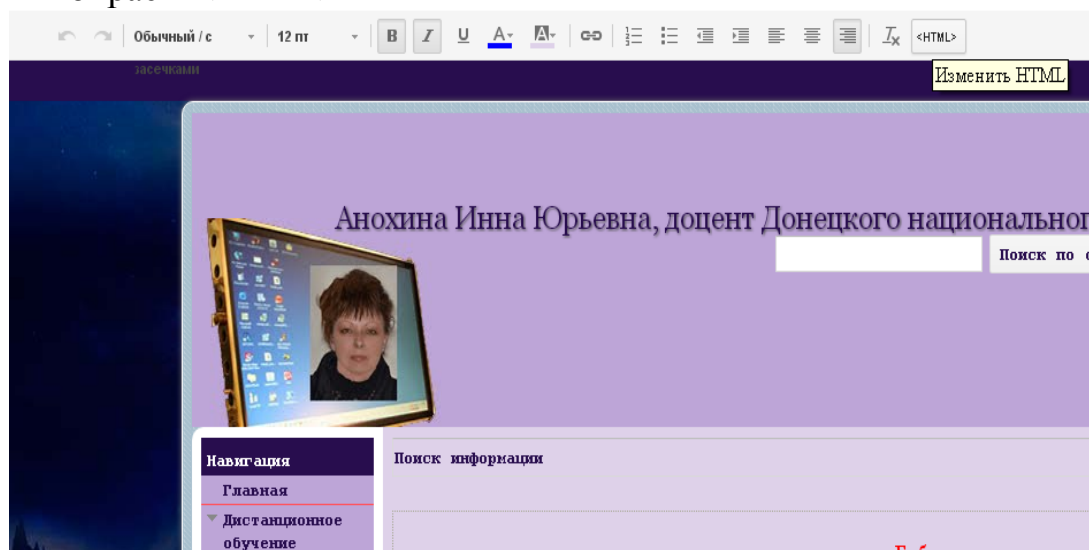 Обычный / с 12 пт B I U A A <HTML>
засечками
Изменить HTML
Анохина Инна Юрьевна, доцент Донецкого
Поиск по
Навигация
Поиск информации
Главная
Дистанционное
обучение